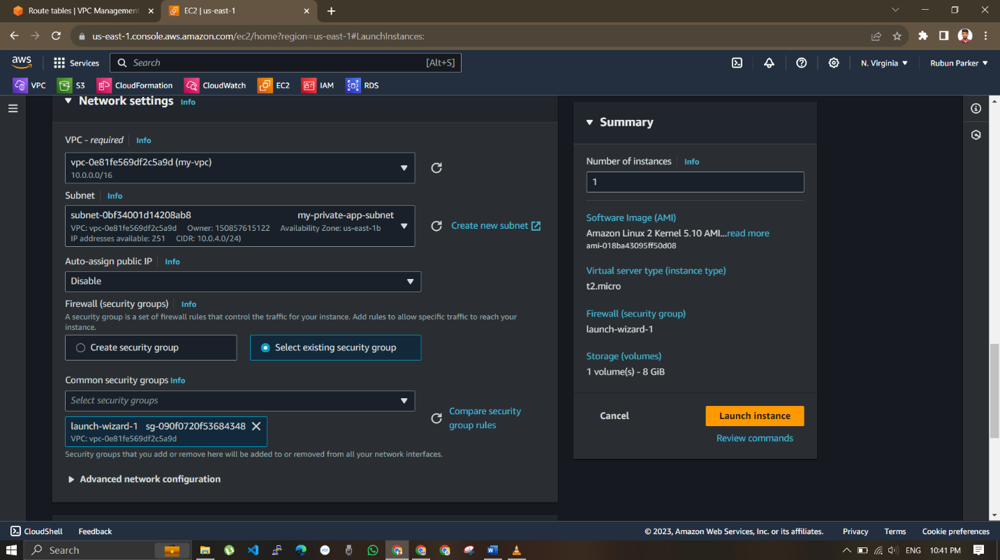 Route tables | VPC Management
EC2 | us-east-1
us-east-1.console.aws.amazon.com/ec2/home?region=us-east-1#LaunchInstances:
aws
Services
Search
[Alt+S]
N. Virginia
Rubun Parker
VPC
S3
CloudFormation
CloudWatch
EC2
IAM
RDS
Network settings Info
VPC - required Info
vpc-0e81fe569df2c5a9d (my-vpc)
10.0.0.0/16
Subnet Info
subnet-0bf34001d14208ab8 my-private-app-subnet
VPC: vpc-0e81fe569df2c5a9d Owner: 150857615122 Availability Zone: us-east-1b
IP addresses available: 251 CIDR: 10.0.4.0/24)
Create new subnet
Auto-assign public IP Info
Disable
Firewall (security groups) Info
A security group is a set of firewall rules that control the traffic for your instance. Add rules to allow specific traffic to reach your
instance.
Create security group
Select existing security group
Common security groups Info
Select security groups
launch-wizard-1 sg-090f0720f53684348
VPC: vpc-0e81fe569df2c5a9d
Compare security
group rules
Security groups that you add or remove here will be added to or removed from all your network interfaces.
Advanced network configuration
Summary
Number of instances Info
1
Software Image (AMI)
Amazon Linux 2 Kernel 5.10 AMI...read more
ami-018ba43095ff50d08
Virtual server type (instance type)
t2.micro
Firewall (security group)
launch-wizard-1
Storage (volumes)
1 volume(s) - 8 GiB
Cancel
Launch instance
Review commands
CloudShell
Feedback
© 2023, Amazon Web Services, Inc. or its affiliates.
Privacy
Terms
Cookie preferences
Search
ENG
10:41 PM